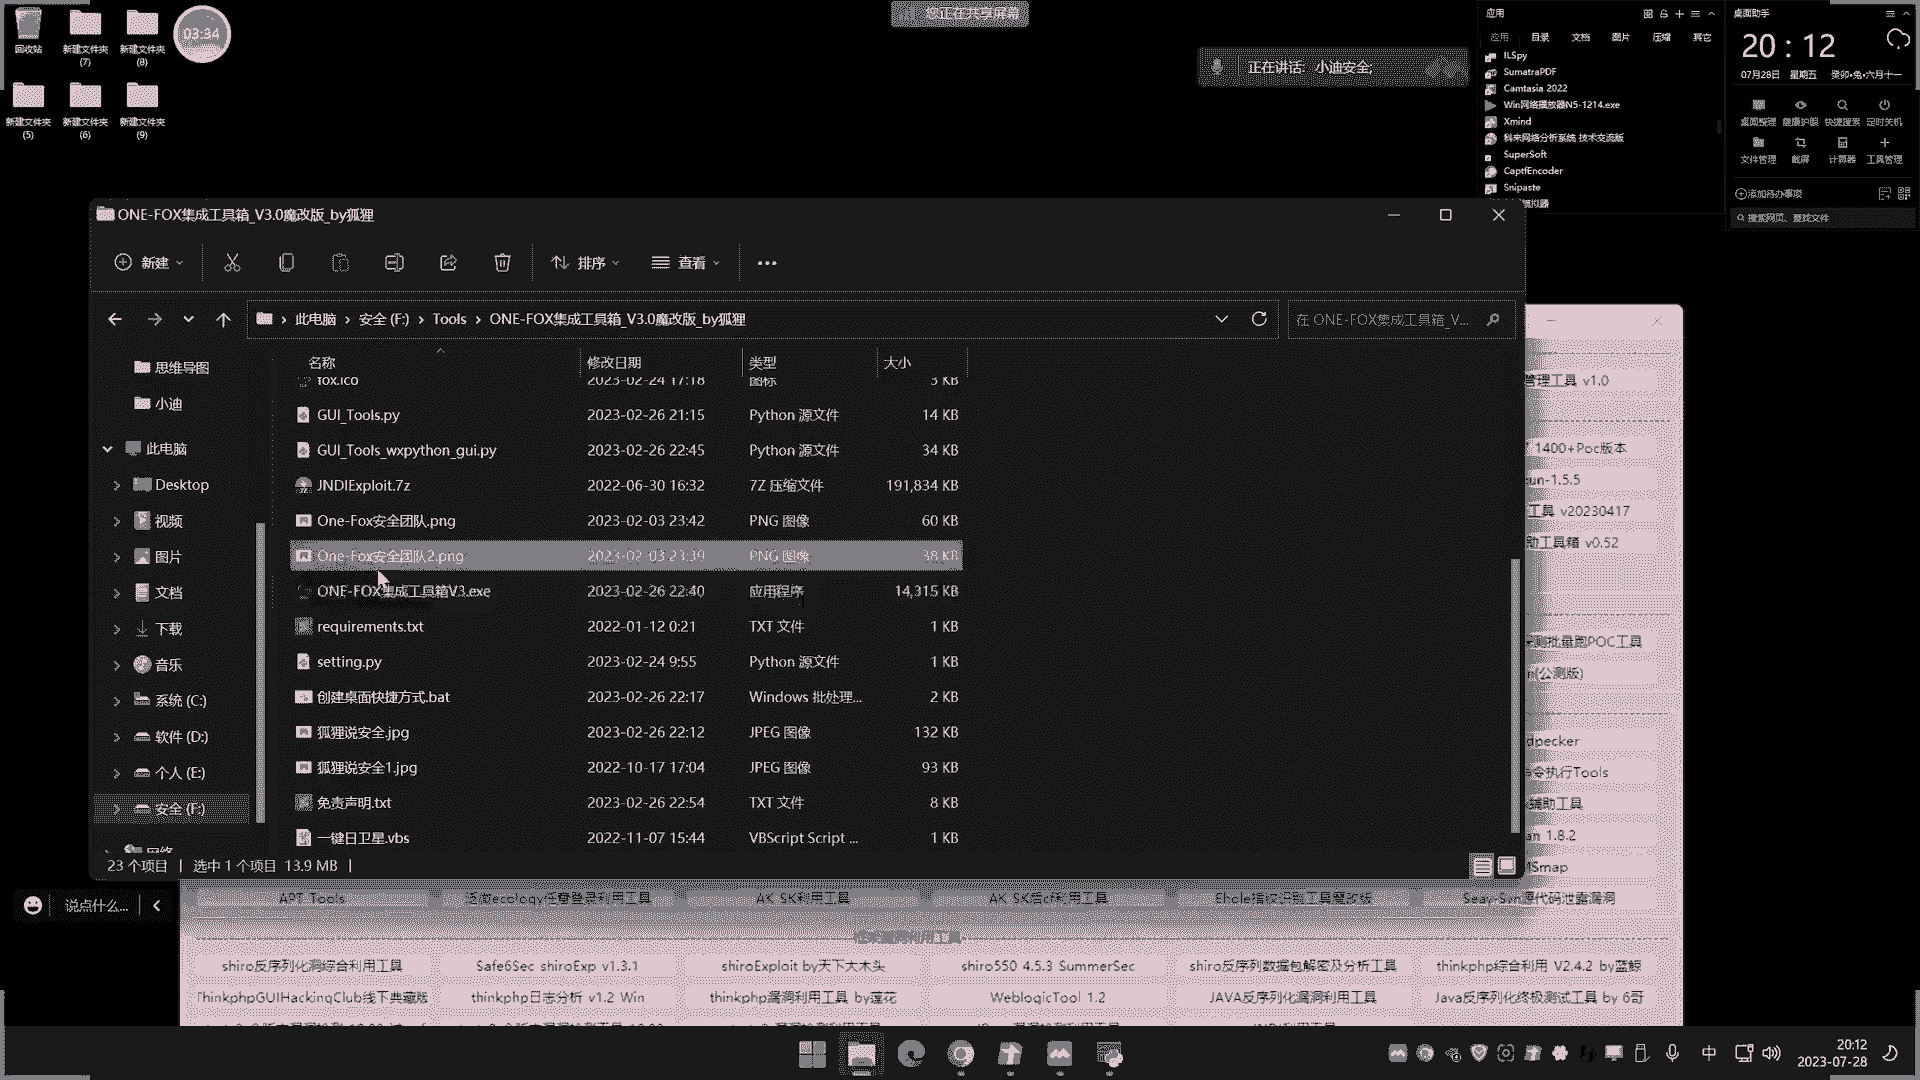 回收站
新建文件夹
(7)
新建文件夹
(8)
03:34
新建文件夹
(5)
新建文件夹
(6)
新建文件夹
(9)
您正在共享屏幕
正在讲话: 小迪安全;
应用
应用 目录 文档 图片 压缩 其它
ILSpy
SumatraPDF
Camtasia 2022
Win网络播放器N5-1214.exe
Xmind
科来网络分析系统 技术交流版
SuperSoft
CaptfEncoder
Snipaste
桌面助手
20:12
07月28日 星期五 癸卯•兔•六月十一
桌面整理 健康护眼 快捷搜索 定时关机
文件管理 截屏 计算器 工具管理
添加待办事项
搜索网页、查找文件
ONE-FOX集成工具箱_V3.0魔改版_by狐狸
新建 排序 查看
此电脑 › 安全 (F:) › Tools › ONE-FOX集成工具箱_V3.0魔改版_by狐狸
在 ONE-FOX集成工具箱_V...
思维导图
小迪
此电脑
Desktop
视频
图片
文档
下载
音乐
系统 (C:)
软件 (D:)
个人 (E:)
安全 (F:)
网络
名称 修改日期 类型 大小
fox.ico 2023-02-24 17:18 图标 3 KB
GUI_Tools.py 2023-02-26 21:15 Python 源文件 14 KB
GUI_Tools_wxpython_gui.py 2023-02-26 22:45 Python 源文件 34 KB
JNDIExploit.7z 2022-06-30 16:32 7Z 压缩文件 191,834 KB
One-Fox安全团队.png 2023-02-03 23:42 PNG 图像 60 KB
One-Fox安全团队2.png 2023-02-03 23:39 PNG 图像 38 KB
ONE-FOX集成工具箱V3.exe 2023-02-26 22:40 应用程序 14,315 KB
requirements.txt 2022-01-12 0:21 TXT 文件 1 KB
setting.py 2023-02-24 9:55 Python 源文件 1 KB
创建桌面快捷方式.bat 2023-02-26 22:17 Windows 批处理... 2 KB
狐狸说安全.jpg 2023-02-26 22:12 JPEG 图像 132 KB
狐狸说安全1.jpg 2022-10-17 17:04 JPEG 图像 93 KB
免责声明.txt 2023-02-26 22:54 TXT 文件 8 KB
一键日卫星.vbs 2022-11-07 15:44 VBScript Script ... 1 KB
23 个项目 | 选中 1 个项目 13.9 MB |
管理工具 v1.0
1400+Poc版本
un-1.5.5
工具 v20230417
助工具箱 v0.52
测批量跑POC工具
(公测版)
dpecker
命令执行Tools
辅助工具
an 1.8.2
Smap
说点什么...
APT Tools 泛微ecology任意登录利用工具 AK SK利用工具 AK SK后cf利用工具 Ehole指纹识别工具魔改版 Seay-Svn源代码泄露漏洞
shiro反序列化漏洞综合利用工具 Safe6Sec shiroExp v1.3.1 shiroExploit by天下大木头 shiro550 4.5.3 SummerSec shiro反序列数据包解密及分析工具 thinkphp综合利用 V2.4.2 by蓝鲸
ThinkphpGUIHackingClub线下典藏版 thinkphp日志分析 v1.2 Win thinkphp漏洞利用工具 by莲花 WeblogicTool 1.2 JAVA反序列化漏洞利用工具 Java反序列化终极测试工具 by 6哥
中
20:12
2023-07-28